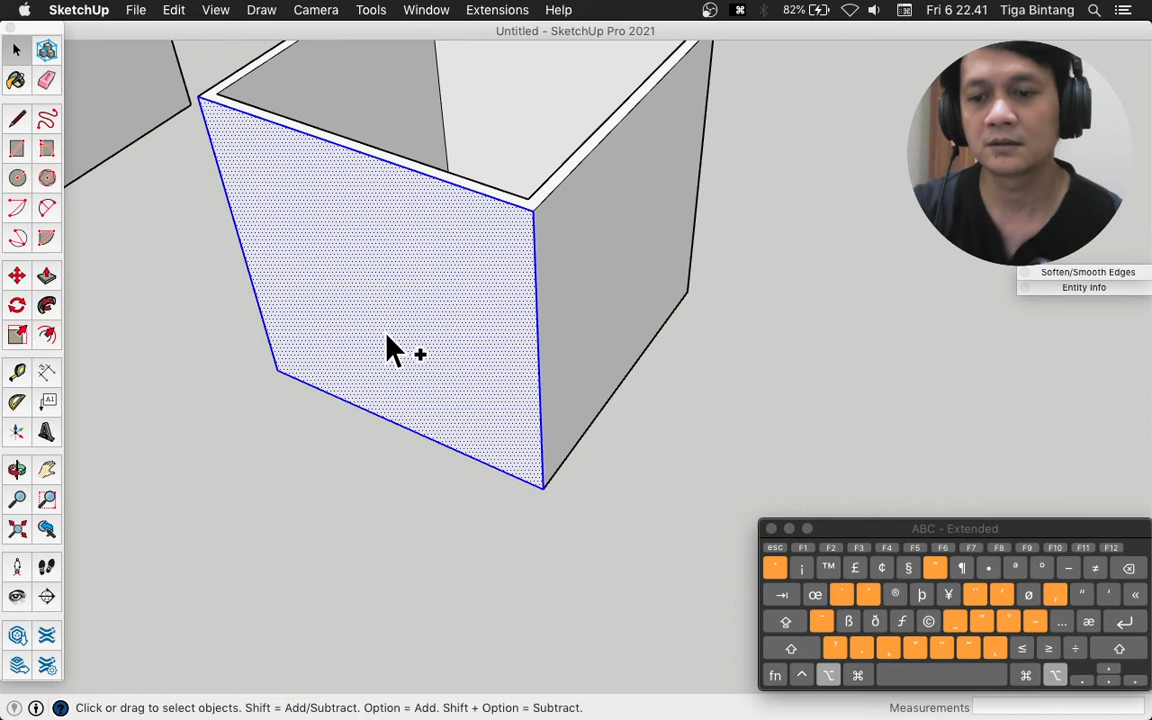 SketchUp File Edit View Draw Camera Tools Window Extensions Help 82% Fri 6 22.41 Tiga Bintang
Untitled - SketchUp Pro 2021
A1
Soften/Smooth Edges
Entity Info
ABC - Extended
esc F1 F2 F3 F4 F5 F6 F7 F8 F9 F10 F11 F12
` ¡ ™ £ ¢ § ˆ ¶ • ª º – ≠
œ ® þ ¥ ø “ ‘ «
ß ð ƒ © … æ
≤ ≥ ÷
fn
Click or drag to select objects. Shift = Add/Subtract. Option = Add. Shift + Option = Subtract.
Measurements